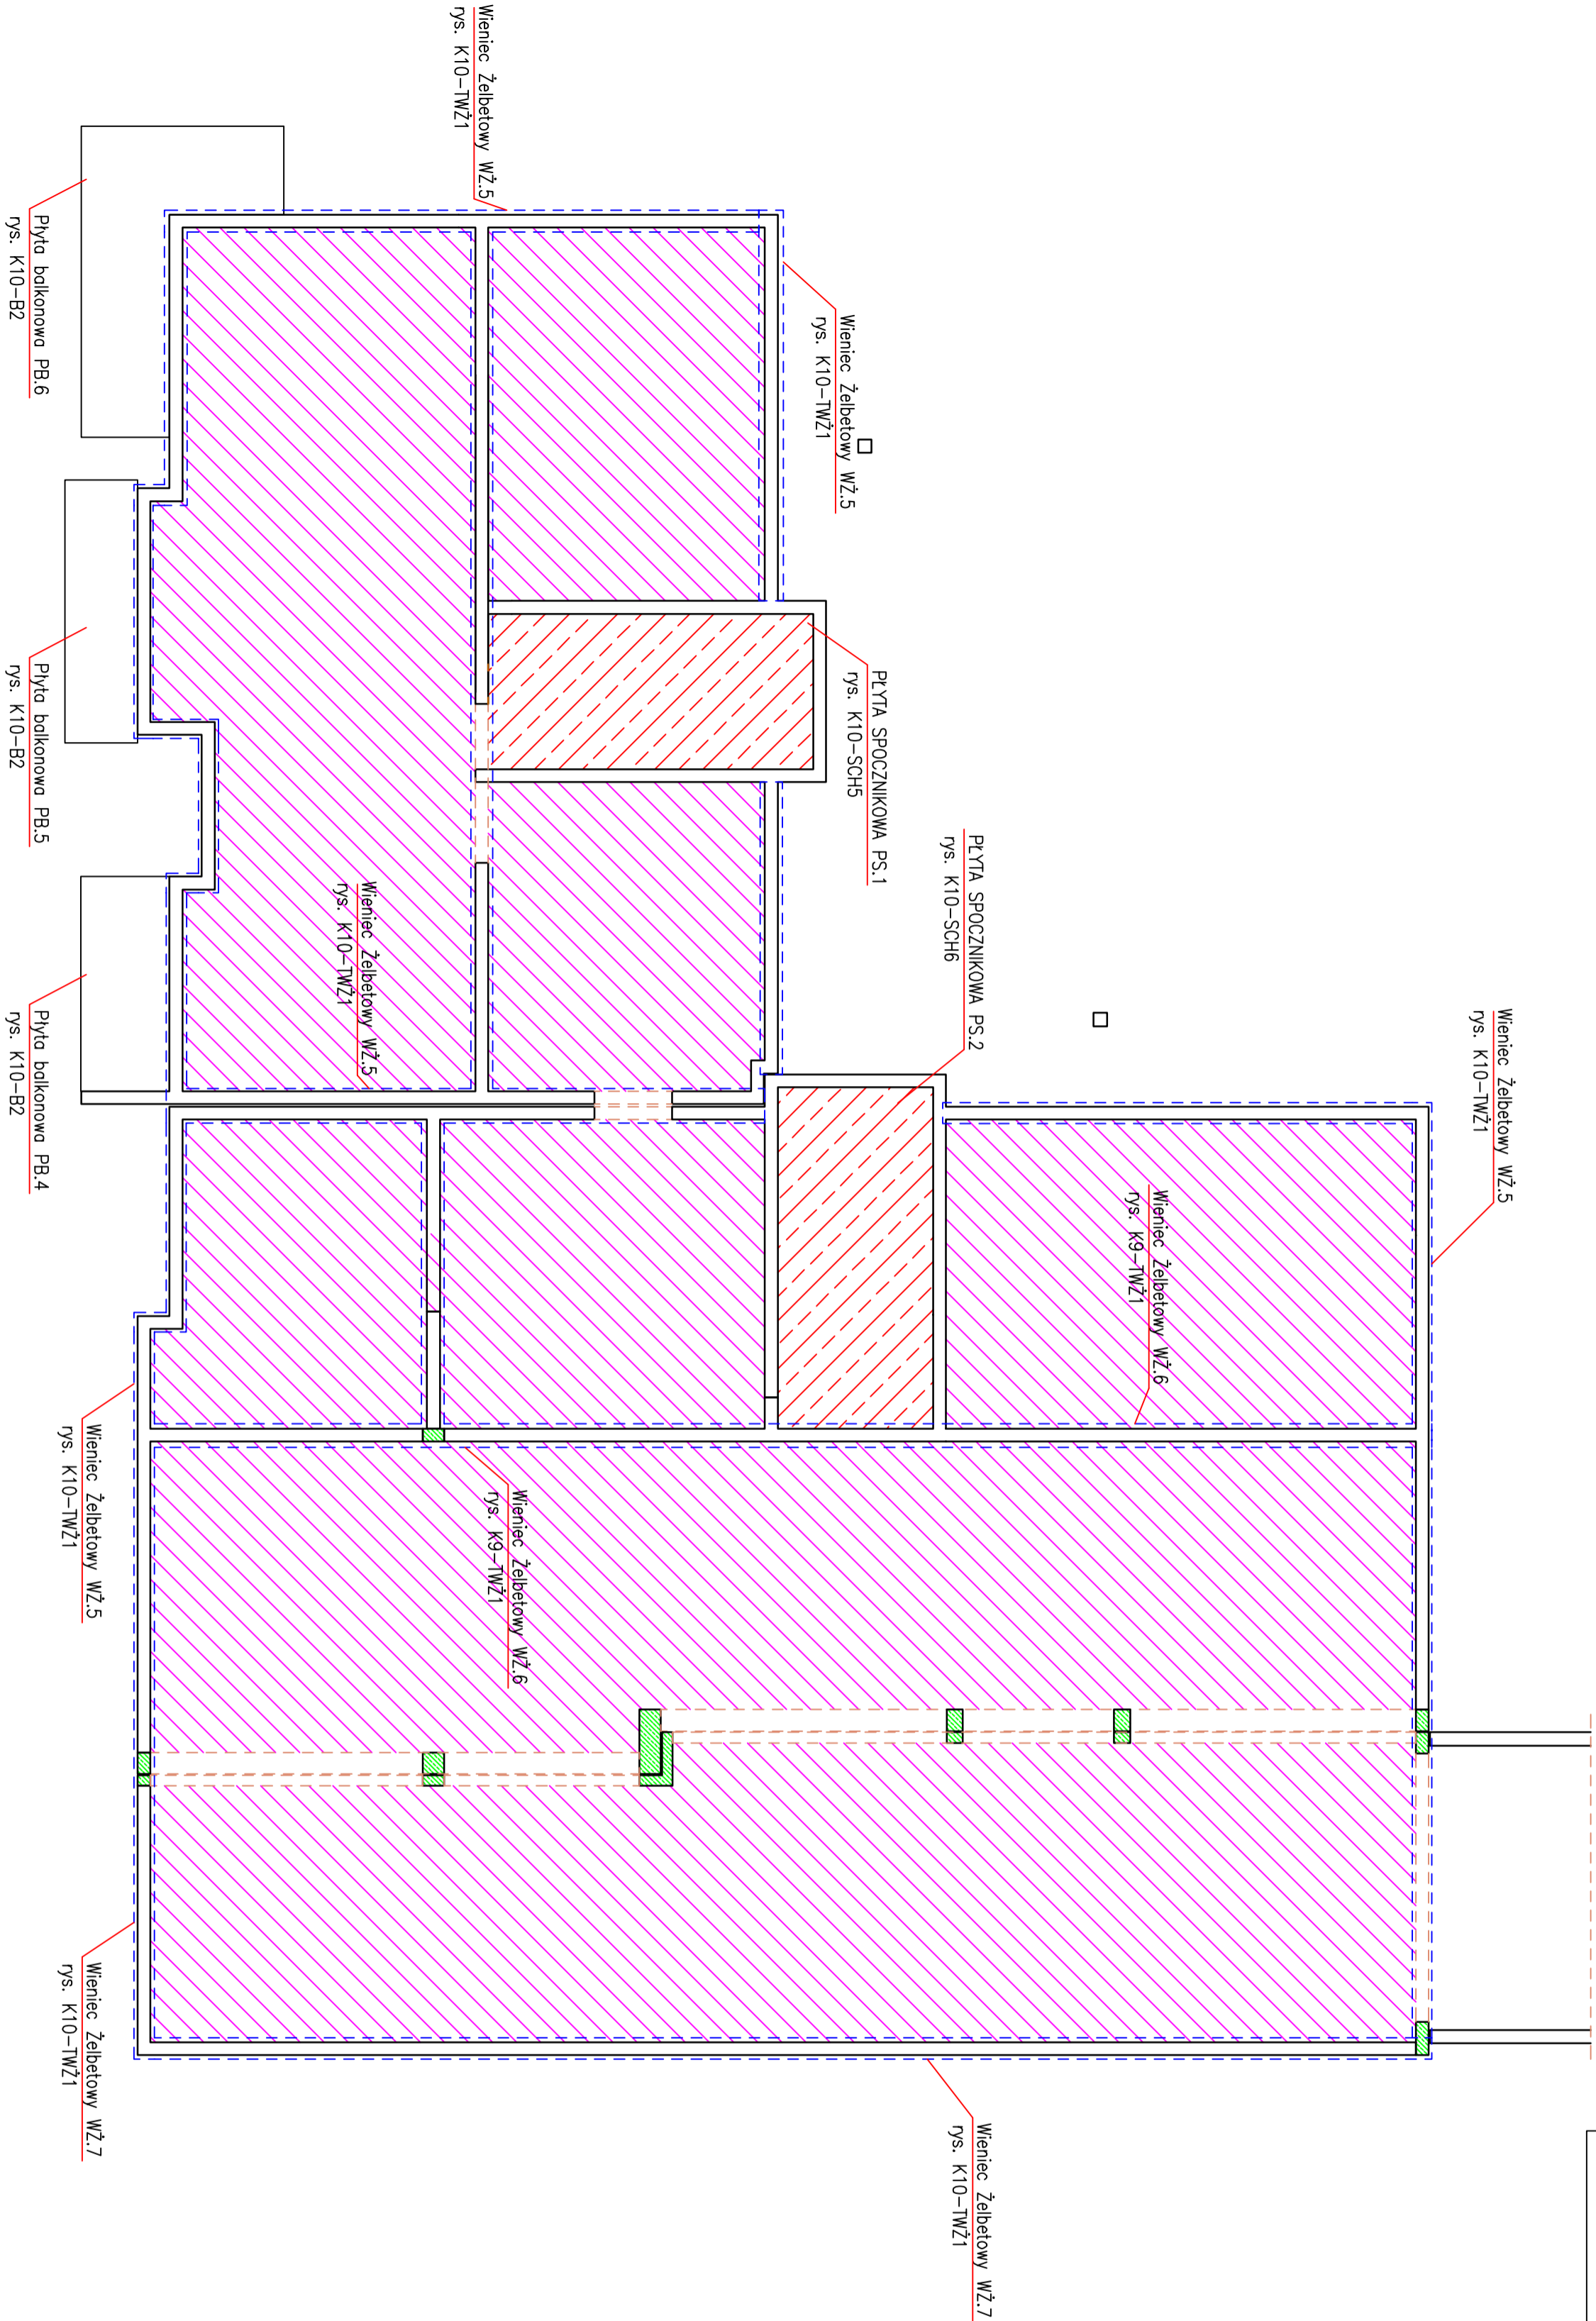 Wieniec Żelbetowy WŻ.5
rys. K10-TWŻ1
Wieniec Żelbetowy WŻ.5
rys. K10-TWŻ1
PŁYTA SPOCZNIKOWA PS.1
rys. K10-SCH5
PŁYTA SPOCZNIKOWA PS.2
rys. K10-SCH6
Wieniec Żelbetowy WŻ.5
rys. K10-TWŻ1
Wieniec Żelbetowy WŻ.6
rys. K9-TWŻ1
Wieniec Żelbetowy WŻ.5
rys. K10-TWŻ1
Płyta balkonowa PB.6
rys. K10-B2
Płyta balkonowa PB.5
rys. K10-B2
Płyta balkonowa PB.4
rys. K10-B2
Wieniec Żelbetowy WŻ.5
rys. K10-TWŻ1
Wieniec Żelbetowy WŻ.6
rys. K9-TWŻ1
Wieniec Żelbetowy WŻ.7
rys. K10-TWŻ1
Wieniec Żelbetowy WŻ.7
rys. K10-TWŻ1